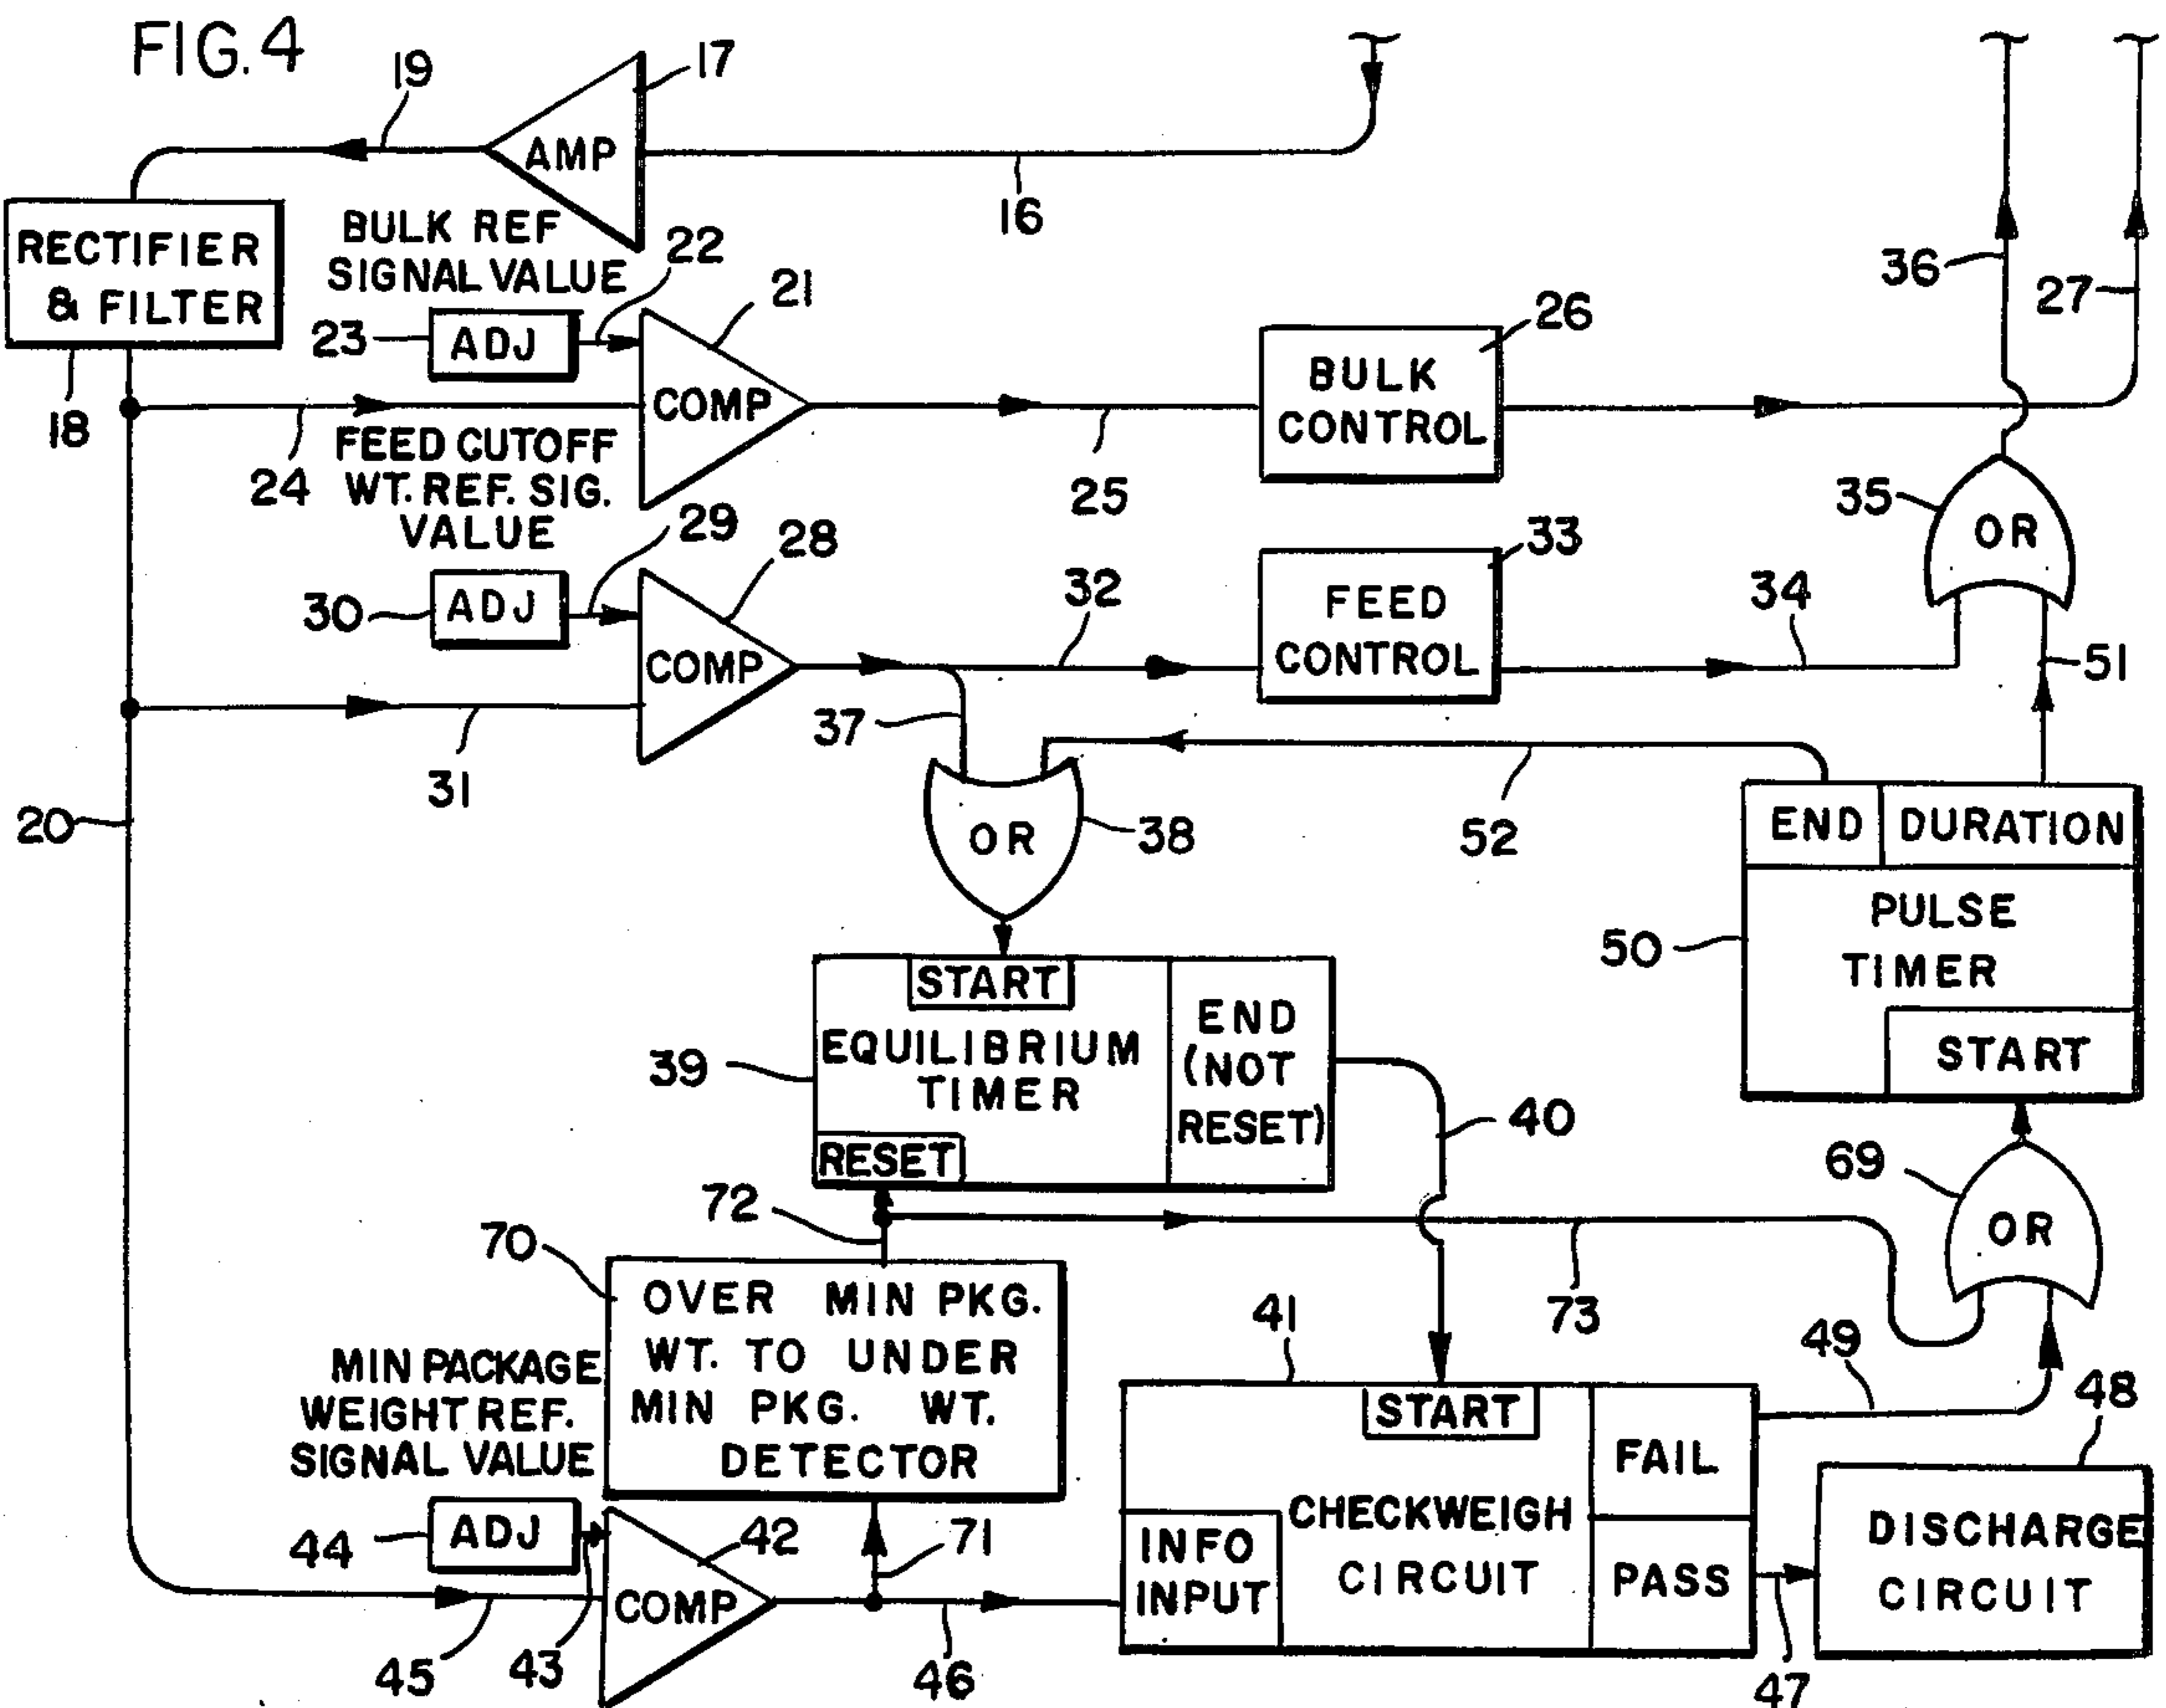 FIG. 4
17
19
AMP
16
RECTIFIER
& FILTER
18
BULK REF
SIGNAL VALUE
22
21
23
ADJ
COMP
24
25
26
BULK
CONTROL
36
27
FEED CUTOFF
WT. REF. SIG.
VALUE
29
28
30
ADJ
COMP
31
32
33
FEED
CONTROL
34
35
OR
51
37
OR
38
52
20
END
DURATION
PULSE
TIMER
START
50
START
EQUILIBRIUM
TIMER
END
(NOT
RESET)
RESET
39
40
69
OR
72
73
70
OVER MIN PKG.
WT. TO UNDER
MIN PKG. WT.
DETECTOR
41
49
48
MIN PACKAGE
WEIGHT REF.
SIGNAL VALUE
START
FAIL
44
ADJ
42
71
COMP
INFO
INPUT
CHECKWEIGH
CIRCUIT
PASS
DISCHARGE
CIRCUIT
45
43
46
47